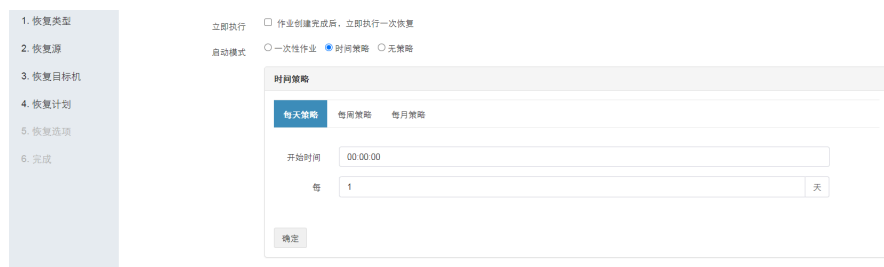 1. 恢复类型
2. 恢复源
3. 恢复目标机
4. 恢复计划
5. 恢复选项
6. 完成
立即执行 作业创建完成后，立即执行一次恢复
启动模式 一次性作业 时间策略 无策略
时间策略
每天策略 每周策略 每月策略
开始时间 00:00:00
每 1 天
确定